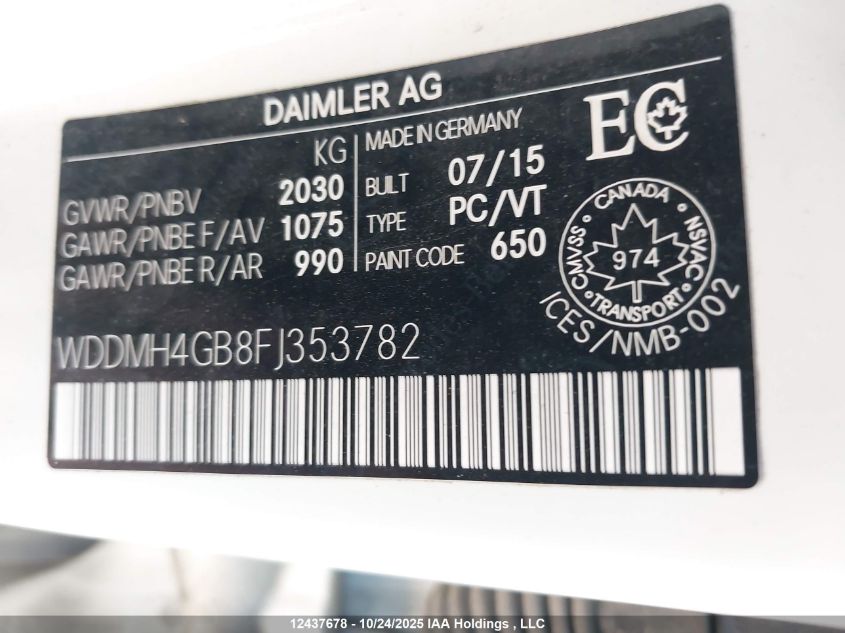 DAIMLER AG
KG
GVWR/PNBV 2030
GAWR/PNBE F/AV 1075
GAWR/PNBE R/AR 990
MADE IN GERMANY
BUILT 07/15
TYPE PC/VT
PAINT CODE 650
EC
CANADA
CMVSS 974 NSVAC
TRANSPORT
ICES/NMB-002
WDDMH4GB8FJ353782
12437678 - 10/24/2025 IAA Holdings , LLC